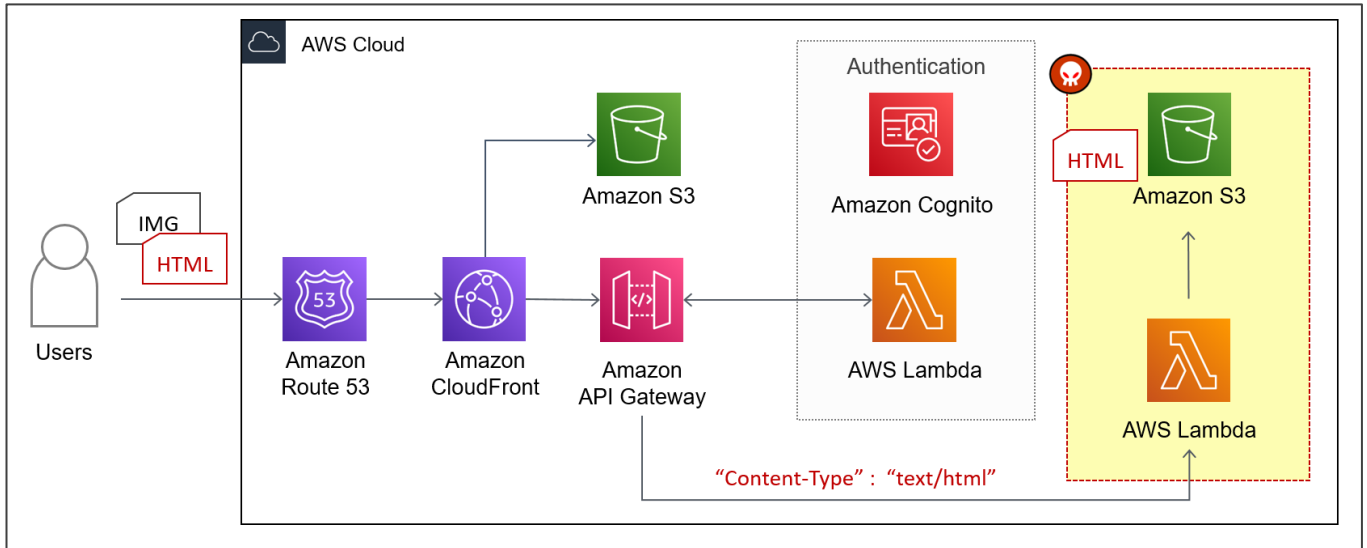 AWS Cloud
Authentication
Amazon S3
Amazon Cognito
HTML
Amazon S3
IMG
HTML
Users
53
Amazon
Route 53
Amazon
CloudFront
</>
Amazon
API Gateway
AWS Lambda
AWS Lambda
“Content-Type” : “text/html”